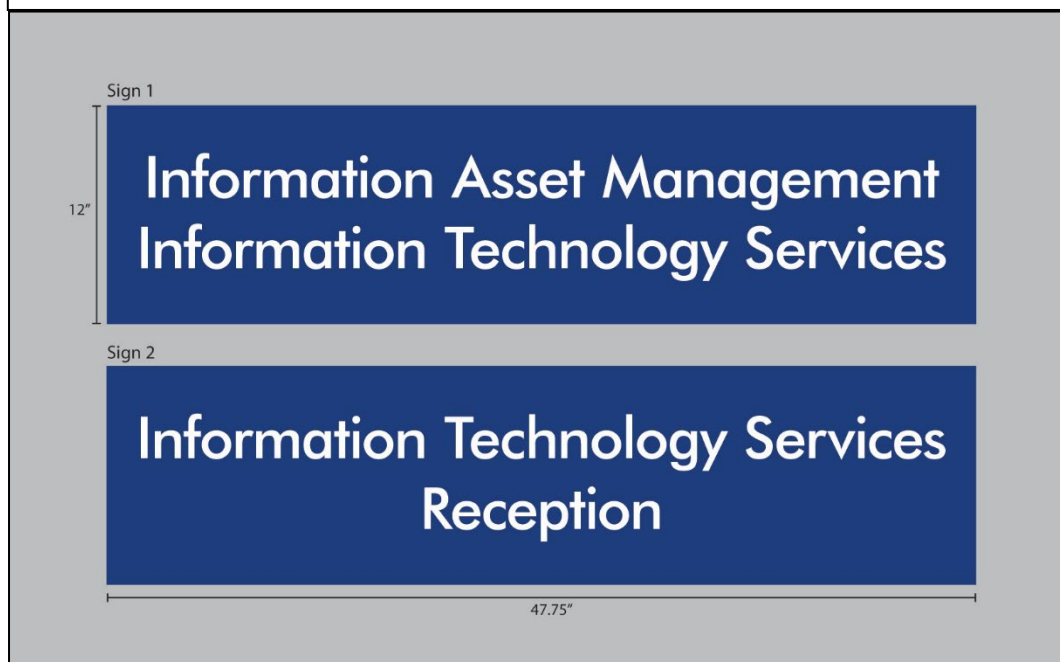 Sign 1
12”
Information Asset Management
Information Technology Services
Sign 2
Information Technology Services
Reception
47.75”